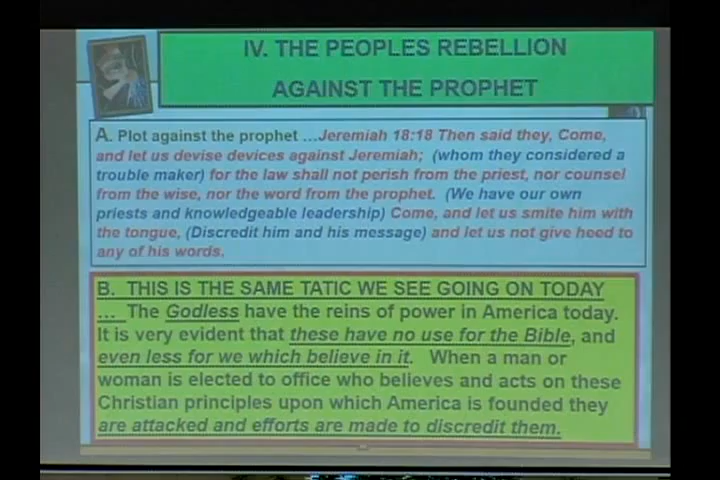 IV. THE PEOPLES REBELLION
AGAINST THE PROPHET
A. Plot against the prophet ...Jeremiah 18:18 Then said they, Come,
and let us devise devices against Jeremiah; (whom they considered a
trouble maker) for the law shall not perish from the priest, nor counsel
from the wise, nor the word from the prophet. (We have our own
priests and knowledgeable leadership) Come, and let us smite him with
the tongue, (Discredit him and his message) and let us not give heed to
any of his words.
B. THIS IS THE SAME TATIC WE SEE GOING ON TODAY
... The Godless have the reins of power in America today.
It is very evident that these have no use for the Bible, and
even less for we which believe in it. When a man or
woman is elected to office who believes and acts on these
Christian principles upon which America is founded they
are attacked and efforts are made to discredit them.